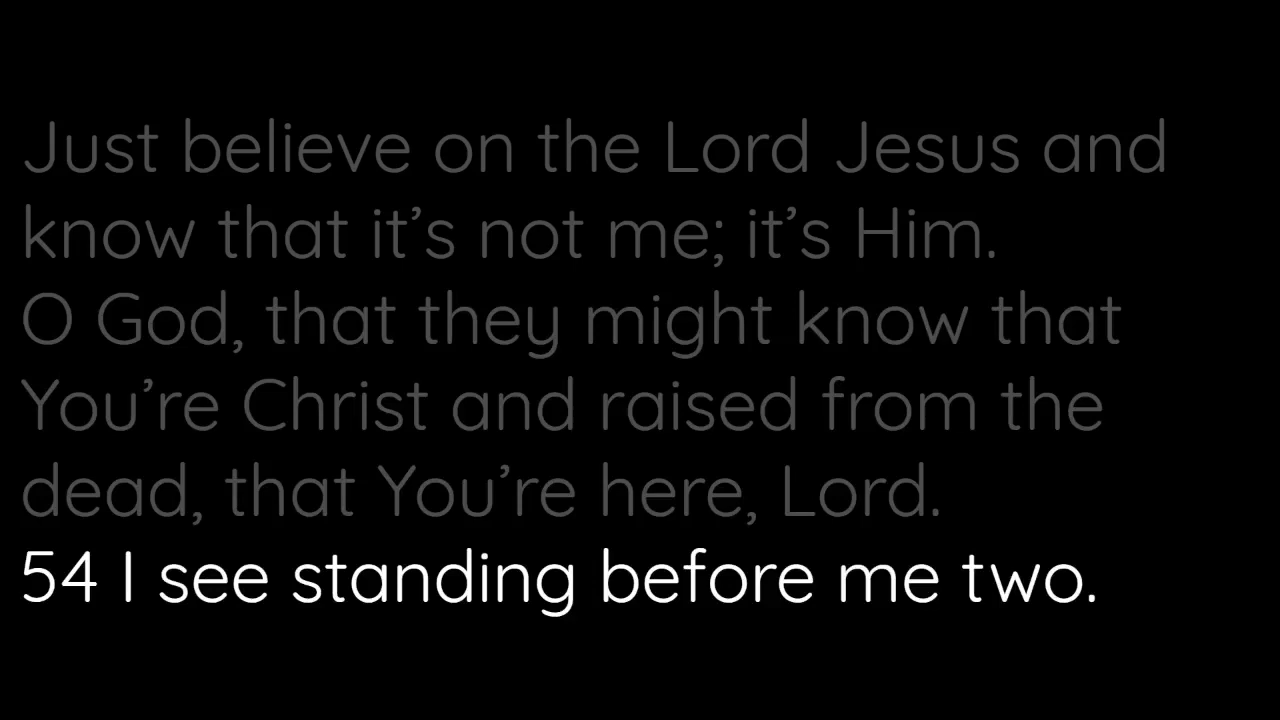 Just believe on the Lord Jesus and
know that it’s not me; it’s Him.
O God, that they might know that
You’re Christ and raised from the
dead, that You’re here, Lord.
54 I see standing before me two.